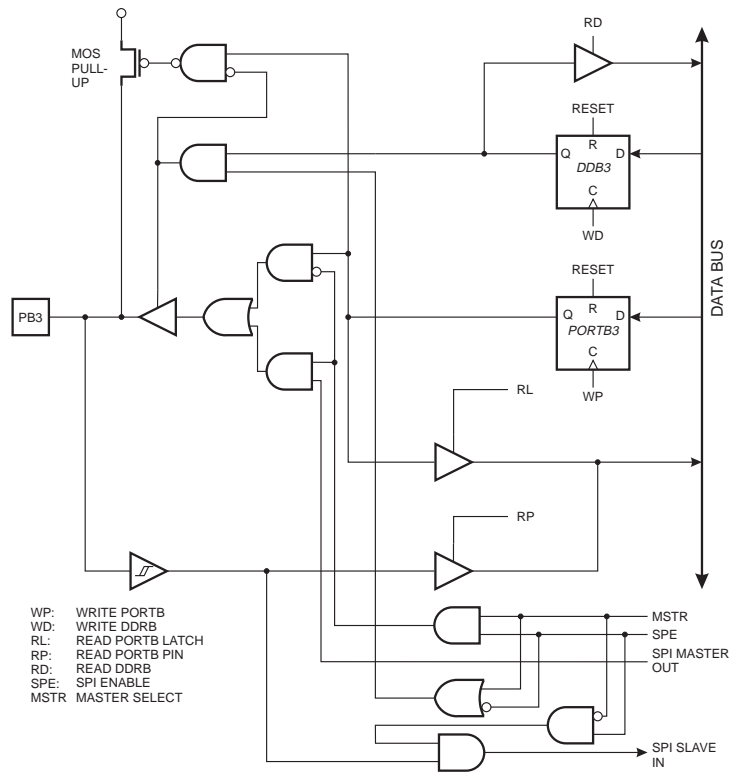 RD
MOS
PULL-
UP
RESET
R
Q
D
DDB3
C
WD
RESET
R
Q
D
PORTB3
C
WP
DATA BUS
PB3
RL
RP
WP: WRITE PORTB
WD: WRITE DDRB
RL: READ PORTB LATCH
RP: READ PORTB PIN
RD: READ DDRB
SPE: SPI ENABLE
MSTR MASTER SELECT
MSTR
SPE
SPI MASTER
OUT
SPI SLAVE
IN